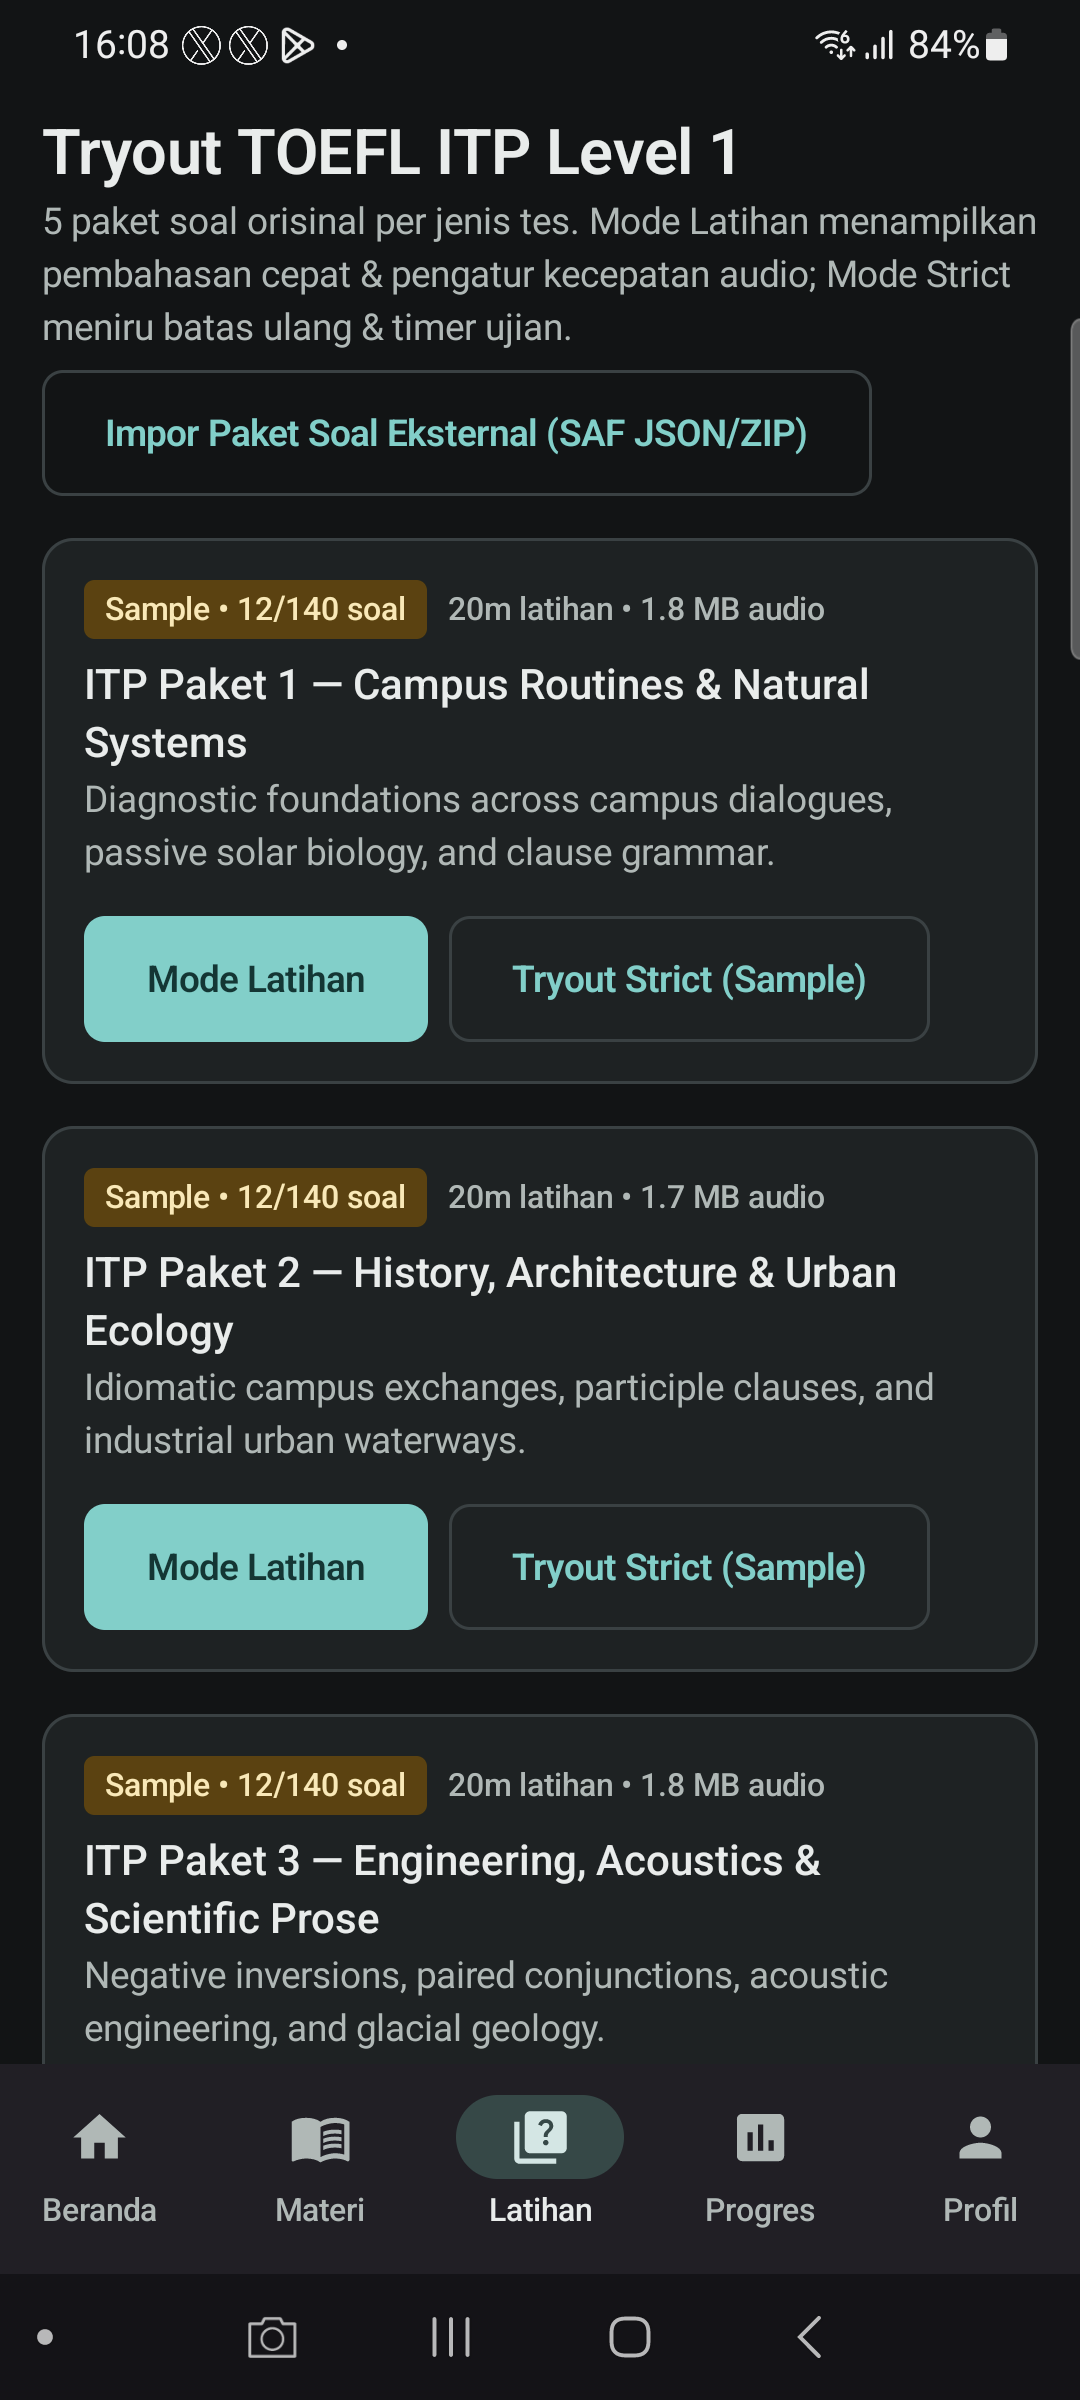 16:08
84%
Tryout TOEFL ITP Level 1
5 paket soal orisinal per jenis tes. Mode Latihan menampilkan
pembahasan cepat & pengatur kecepatan audio; Mode Strict
meniru batas ulang & timer ujian.
Impor Paket Soal Eksternal (SAF JSON/ZIP)
Sample • 12/140 soal
20m latihan • 1.8 MB audio
ITP Paket 1 — Campus Routines & Natural
Systems
Diagnostic foundations across campus dialogues,
passive solar biology, and clause grammar.
Mode Latihan
Tryout Strict (Sample)
Sample • 12/140 soal
20m latihan • 1.7 MB audio
ITP Paket 2 — History, Architecture & Urban
Ecology
Idiomatic campus exchanges, participle clauses, and
industrial urban waterways.
Mode Latihan
Tryout Strict (Sample)
Sample • 12/140 soal
20m latihan • 1.8 MB audio
ITP Paket 3 — Engineering, Acoustics &
Scientific Prose
Negative inversions, paired conjunctions, acoustic
engineering, and glacial geology.
Beranda
Materi
Latihan
Progres
Profil